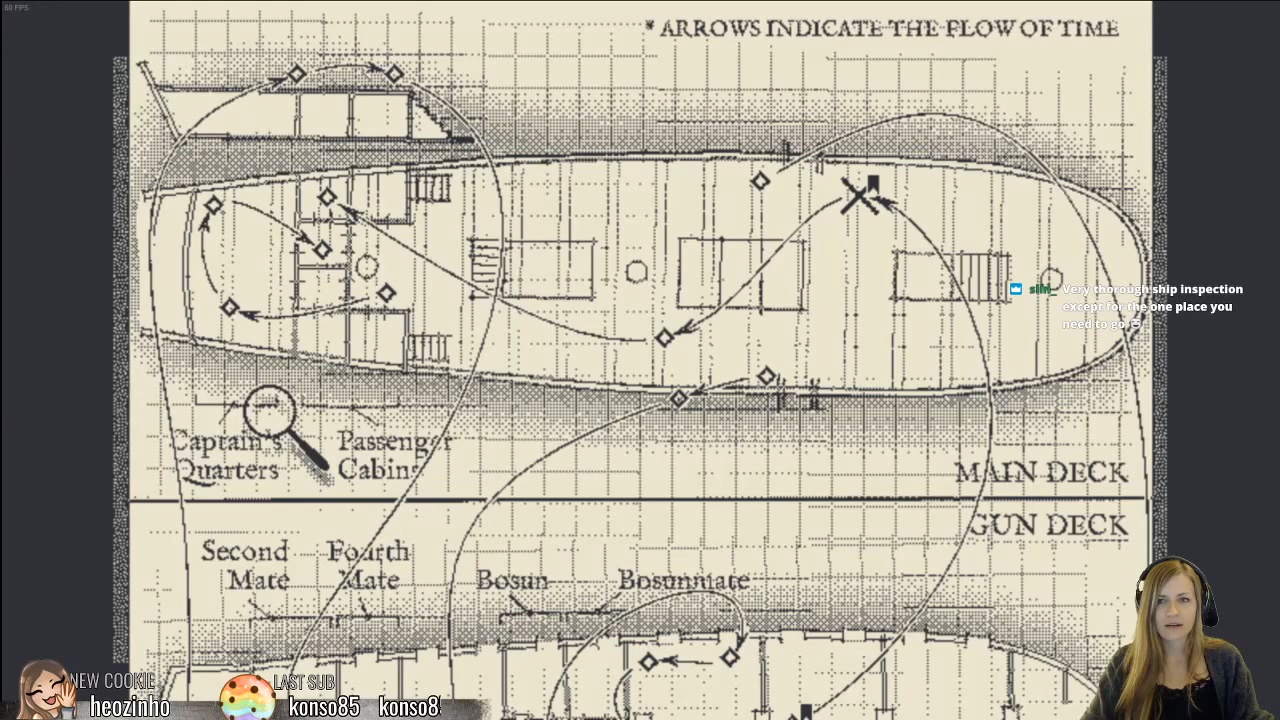 60 FPS
* ARROWS INDICATE THE FLOW OF TIME
Very thorough ship inspection
except for the one place you
need to go
Captain's
Quarters
Passenger
Cabins
MAIN DECK
GUN DECK
Second
Mate
Fourth
Mate
Bosun
Bosunmate
NEW COOKIE
heozinho
LAST SUB
konso85 konso8